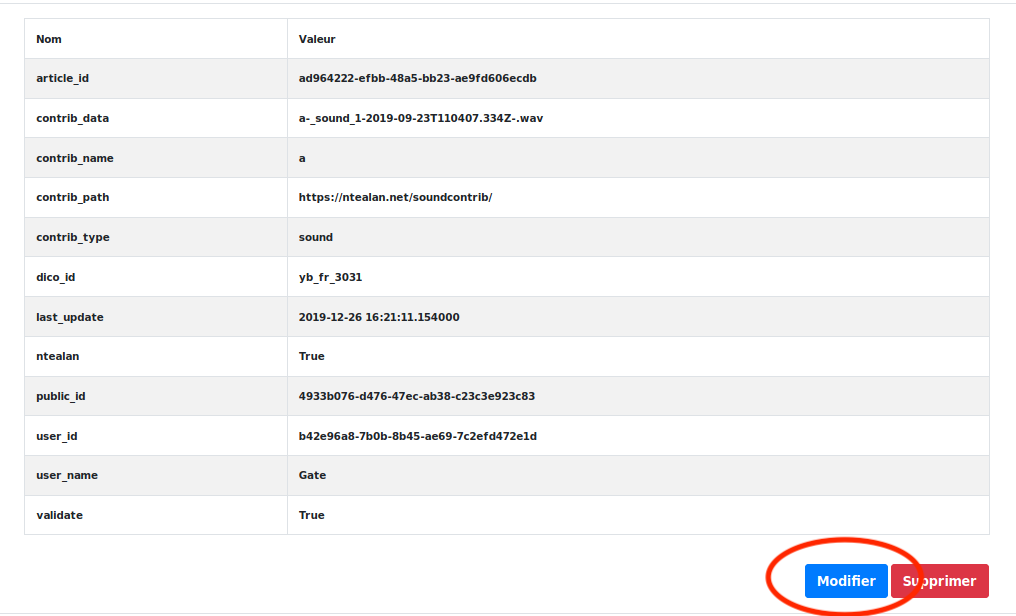 Nom Valeur
article_id ad964222-efbb-48a5-bb23-ae9fd606ecdb
contrib_data a-_sound_1-2019-09-23T110407.334Z-.wav
contrib_name a
contrib_path https://ntealan.net/soundcontrib/
contrib_type sound
dico_id yb_fr_3031
last_update 2019-12-26 16:21:11.154000
ntealan True
public_id 4933b076-d476-47ec-ab38-c23c3e923c83
user_id b42e96a8-7b0b-8b45-ae69-7c2efd472e1d
user_name Gate
validate True
Modifier Supprimer